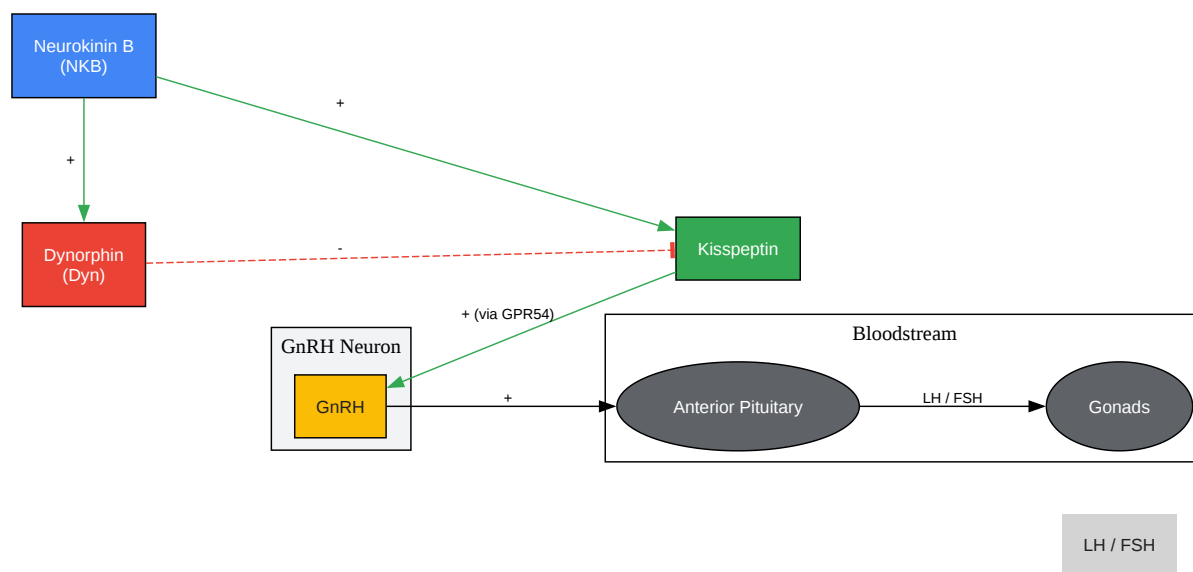 Neurokinin B
(NKB)
+
+
Dynorphin
(Dyn)
-
Kisspeptin
+ (via GPR54)
GnRH Neuron
GnRH
+
Bloodstream
Anterior Pituitary
LH / FSH
Gonads
LH / FSH